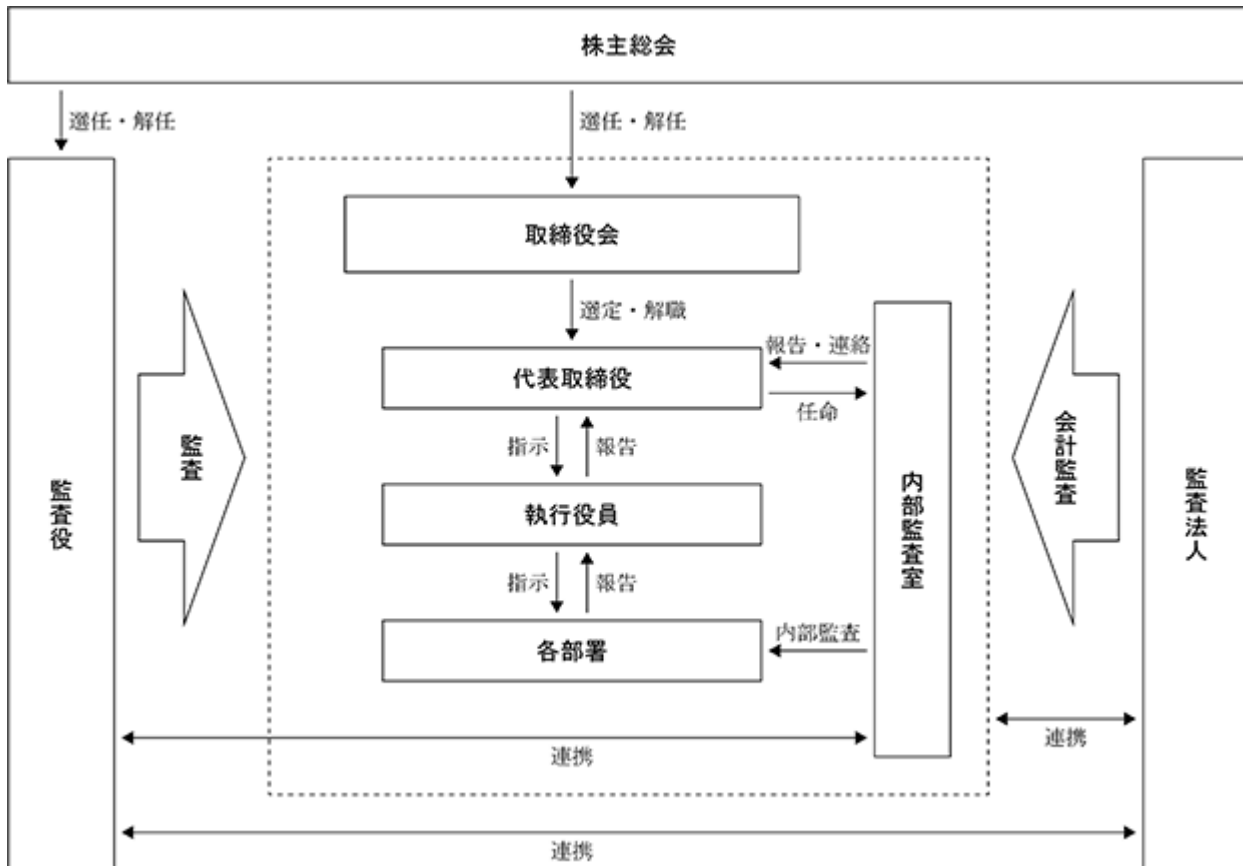 株主総会
選任・解任
選任・解任
取締役会
選定・解職
報告・連絡
代表取締役
任命
指示
報告
監査
会計監査
監査役
執行役員
内部監査室
監査法人
指示
報告
各部署
内部監査
連携
連携
連携